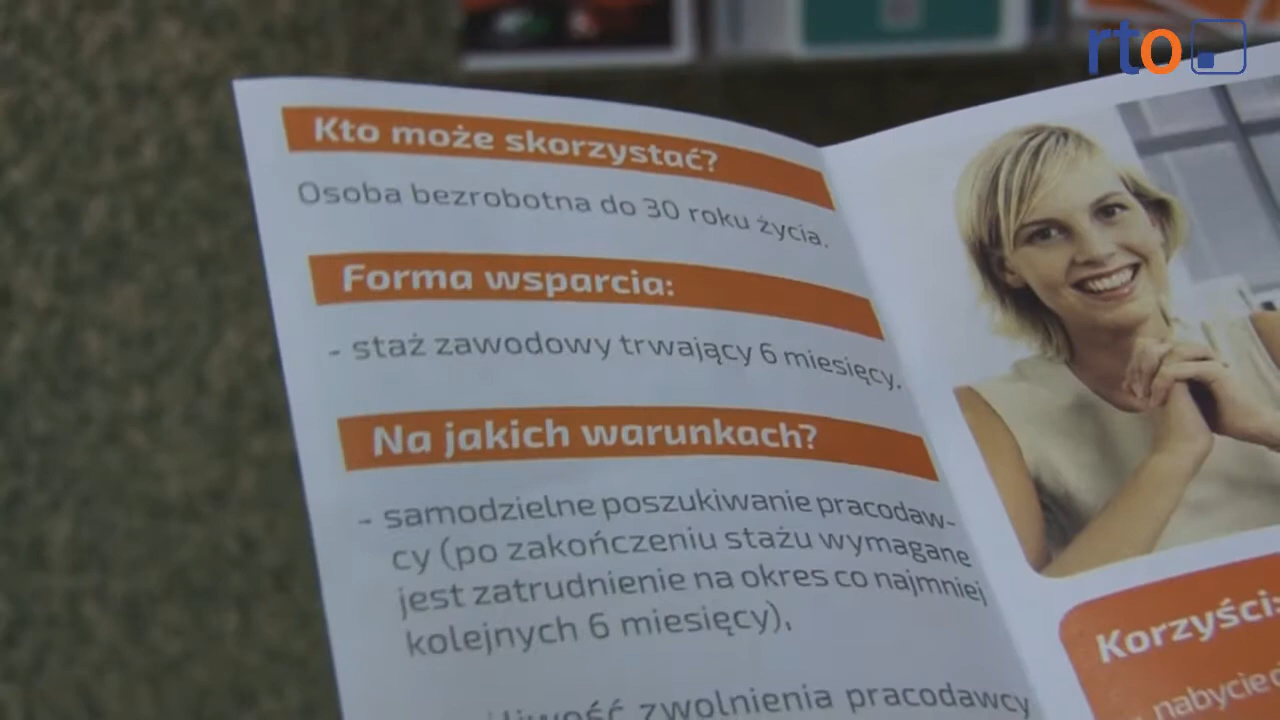 rto
Kto może skorzystać?
Osoba bezrobotna do 30 roku życia.
Forma wsparcia:
- staż zawodowy trwający 6 miesięcy.
Na jakich warunkach?
- samodzielne poszukiwanie pracodaw-
cy (po zakończeniu stażu wymagane
jest zatrudnienie na okres co najmniej
kolejnych 6 miesięcy),
zwolnienia pracodawcy
Korzyści:
nabycie